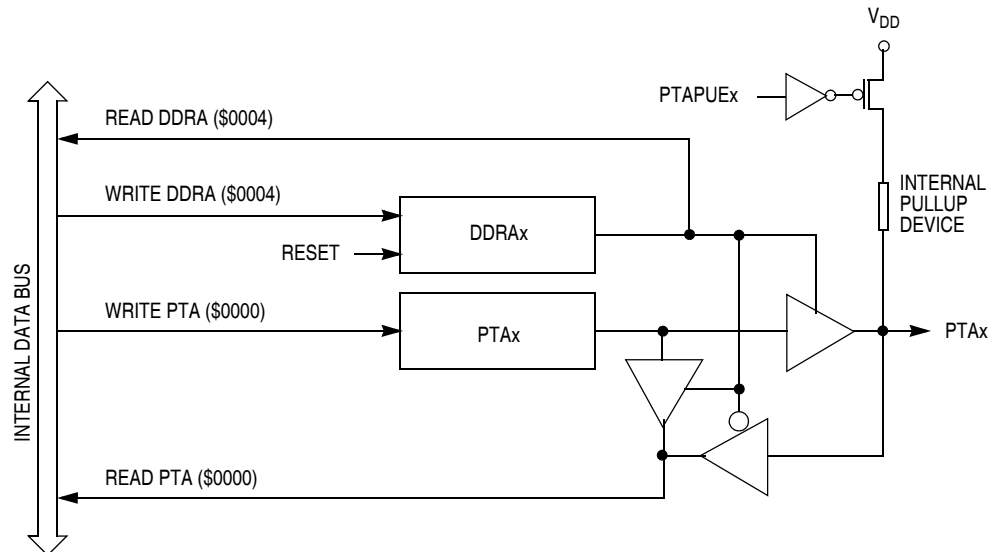 V_DD
PTAPUEx
READ DDRA ($0004)
WRITE DDRA ($0004)
INTERNAL
PULLUP
DEVICE
DDRAx
RESET
INTERNAL DATA BUS
WRITE PTA ($0000)
PTAx
PTAx
READ PTA ($0000)